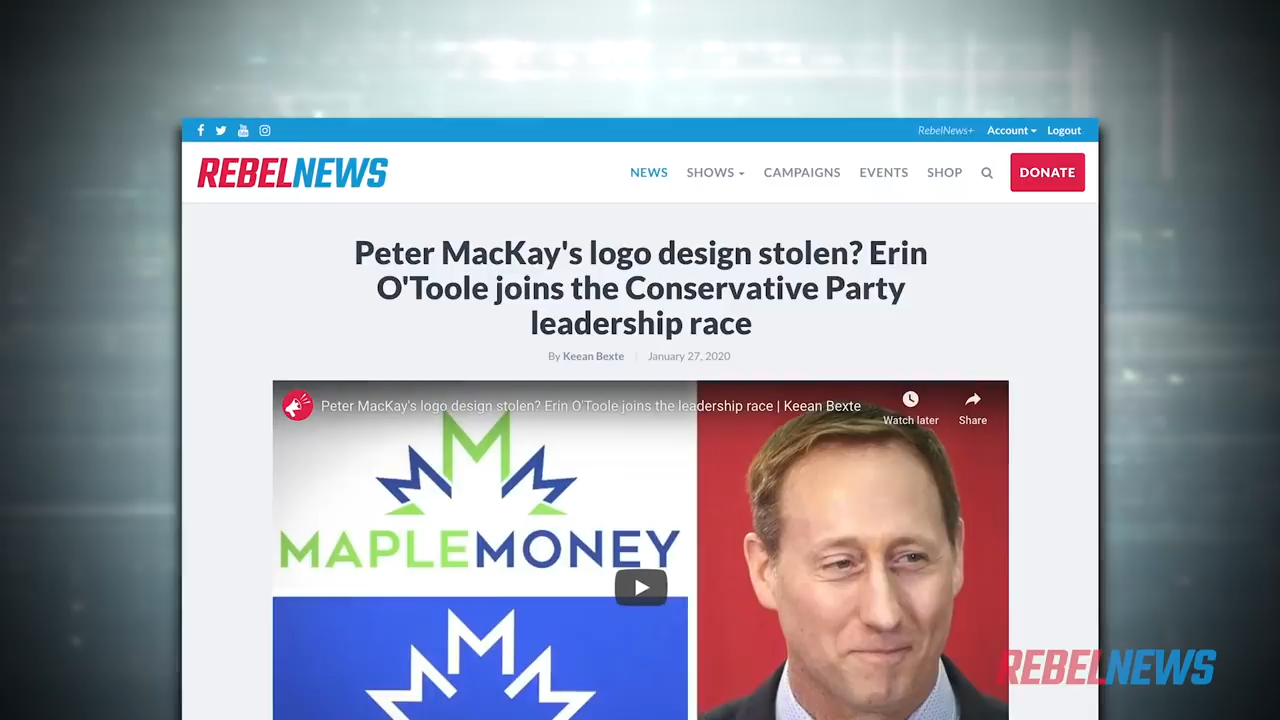 RebelNews+ Account Logout
REBELNEWS
NEWS SHOWS CAMPAIGNS EVENTS SHOP DONATE
Peter MacKay's logo design stolen? Erin
O'Toole joins the Conservative Party
leadership race
By Keean Bexte | January 27, 2020
Peter MacKay's logo design stolen? Erin O'Toole joins the leadership race | Keean Bexte
Watch later Share
MAPLEMONEY
REBELNEWS